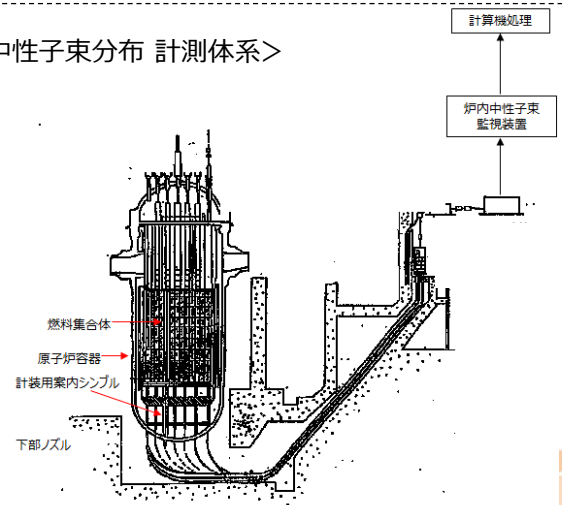 中性子束分布 計測体系>
計算機処理
炉内中性子束
監視装置
燃料集合体
原子炉容器
計装用案内シンブル
下部ノズル